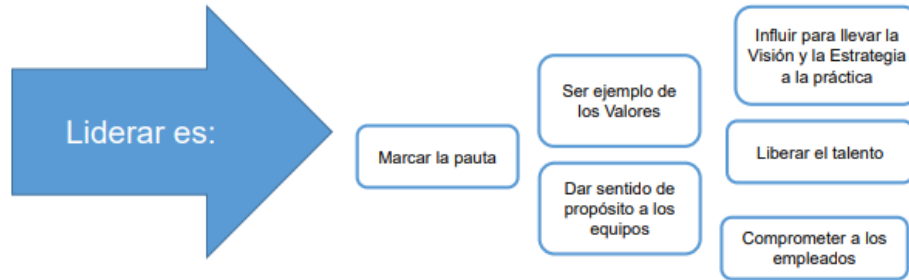 Liderar es:
Marcar la pauta
Ser ejemplo de
los Valores
Dar sentido de
propósito a los
equipos
Influir para llevar la
Visión y la Estrategia
a la práctica
Liberar el talento
Comprometer a los
empleados